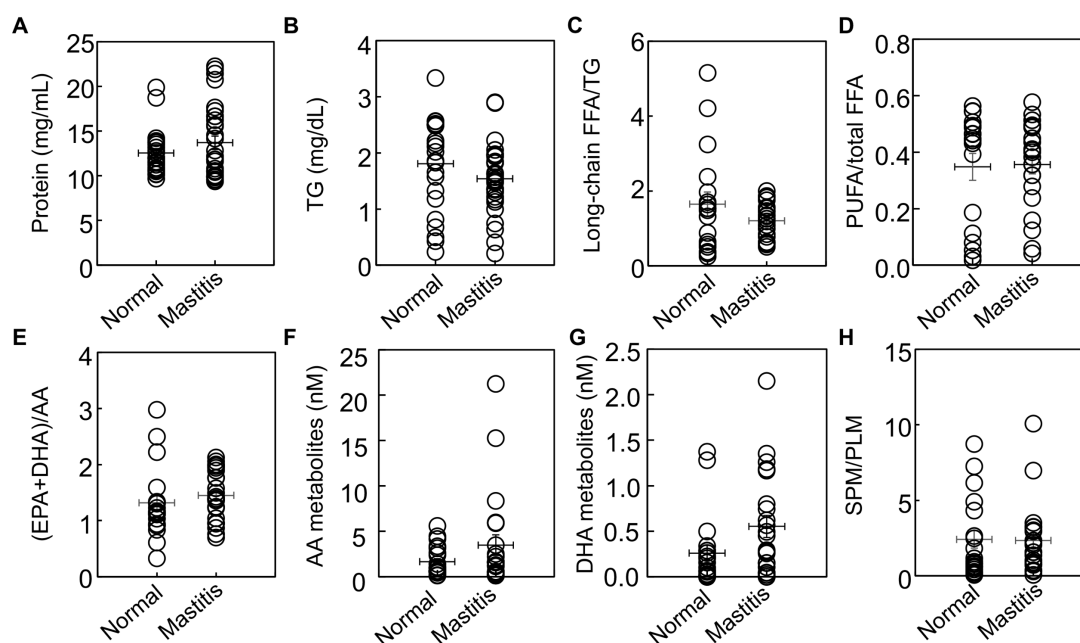 A
Protein (mg/mL)
25
20
15
10
5
0
Normal
Mastitis
B
TG (mg/dL)
4
3
2
1
0
Normal
Mastitis
C
Long-chain FFA/TG
6
4
2
0
Normal
Mastitis
D
PUFA/total FFA
0.8
0.6
0.4
0.2
0.0
Normal
Mastitis
E
(EPA+DHA)/AA
4
3
2
1
0
Normal
Mastitis
F
AA metabolites (nM)
25
20
15
10
5
0
Normal
Mastitis
G
DHA metabolites (nM)
2.5
2.0
1.5
1.0
0.5
0.0
Normal
Mastitis
H
SPM/PLM
15
10
5
0
Normal
Mastitis